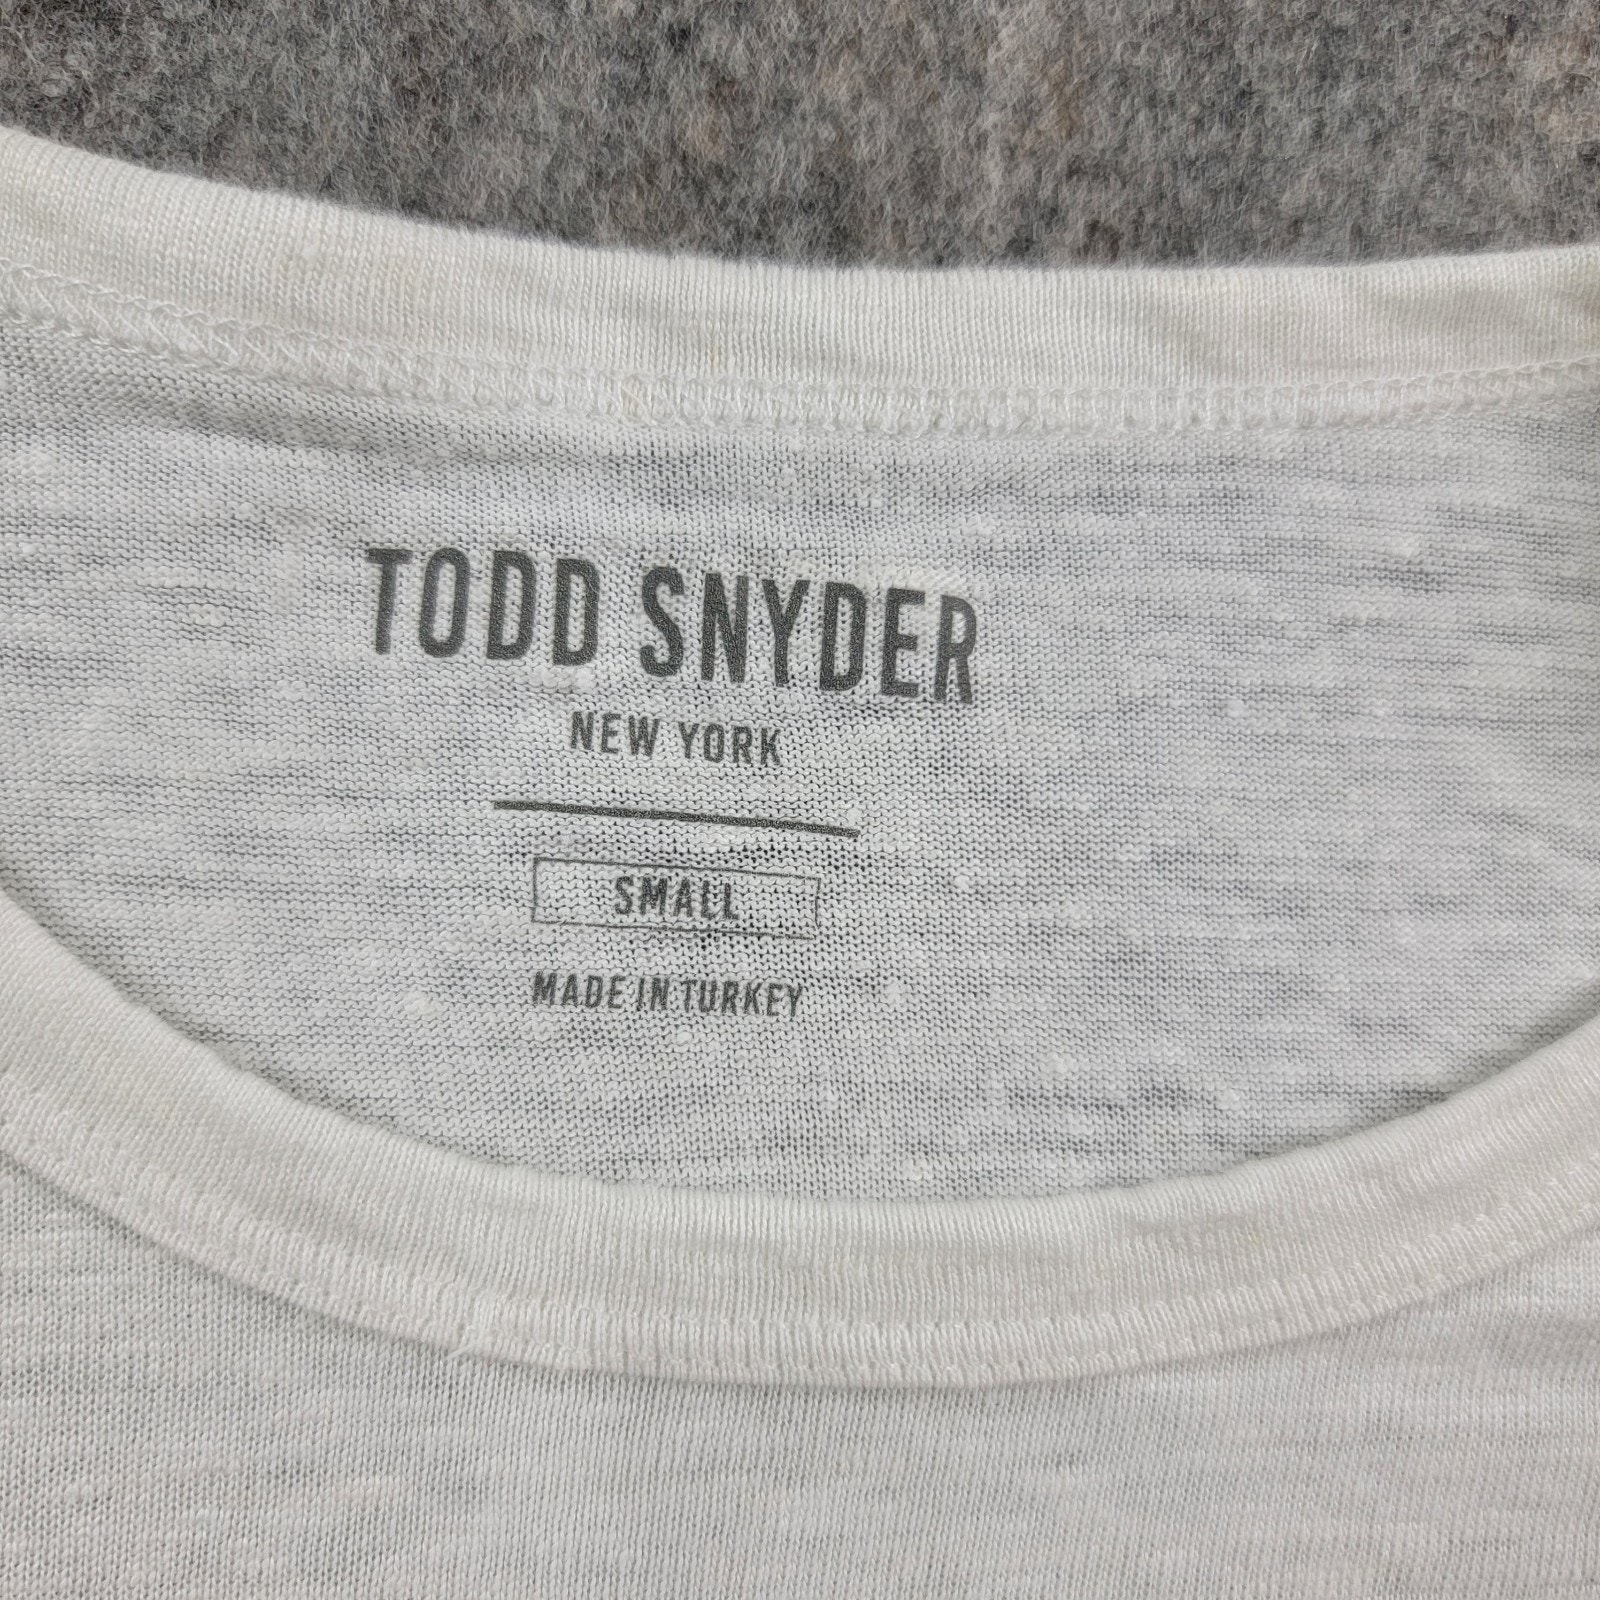 TODD SNYDER
NEW YORK
SMALL
MADE IN TURKEY